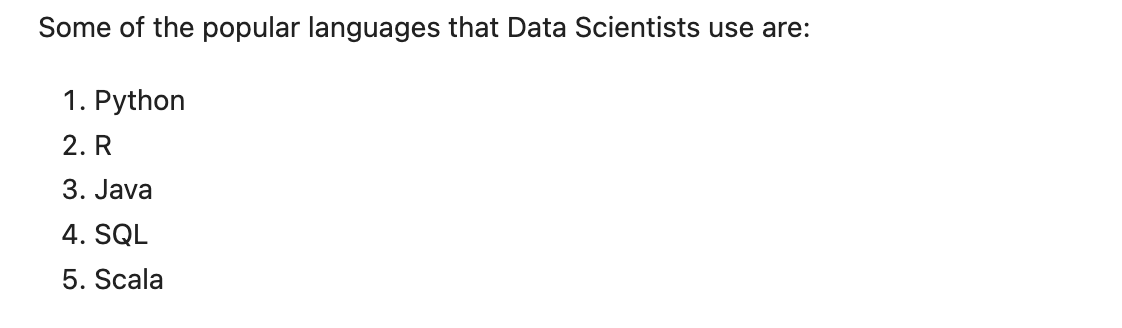 Some of the popular languages that Data Scientists use are:
1. Python
2. R
3. Java
4. SQL
5. Scala